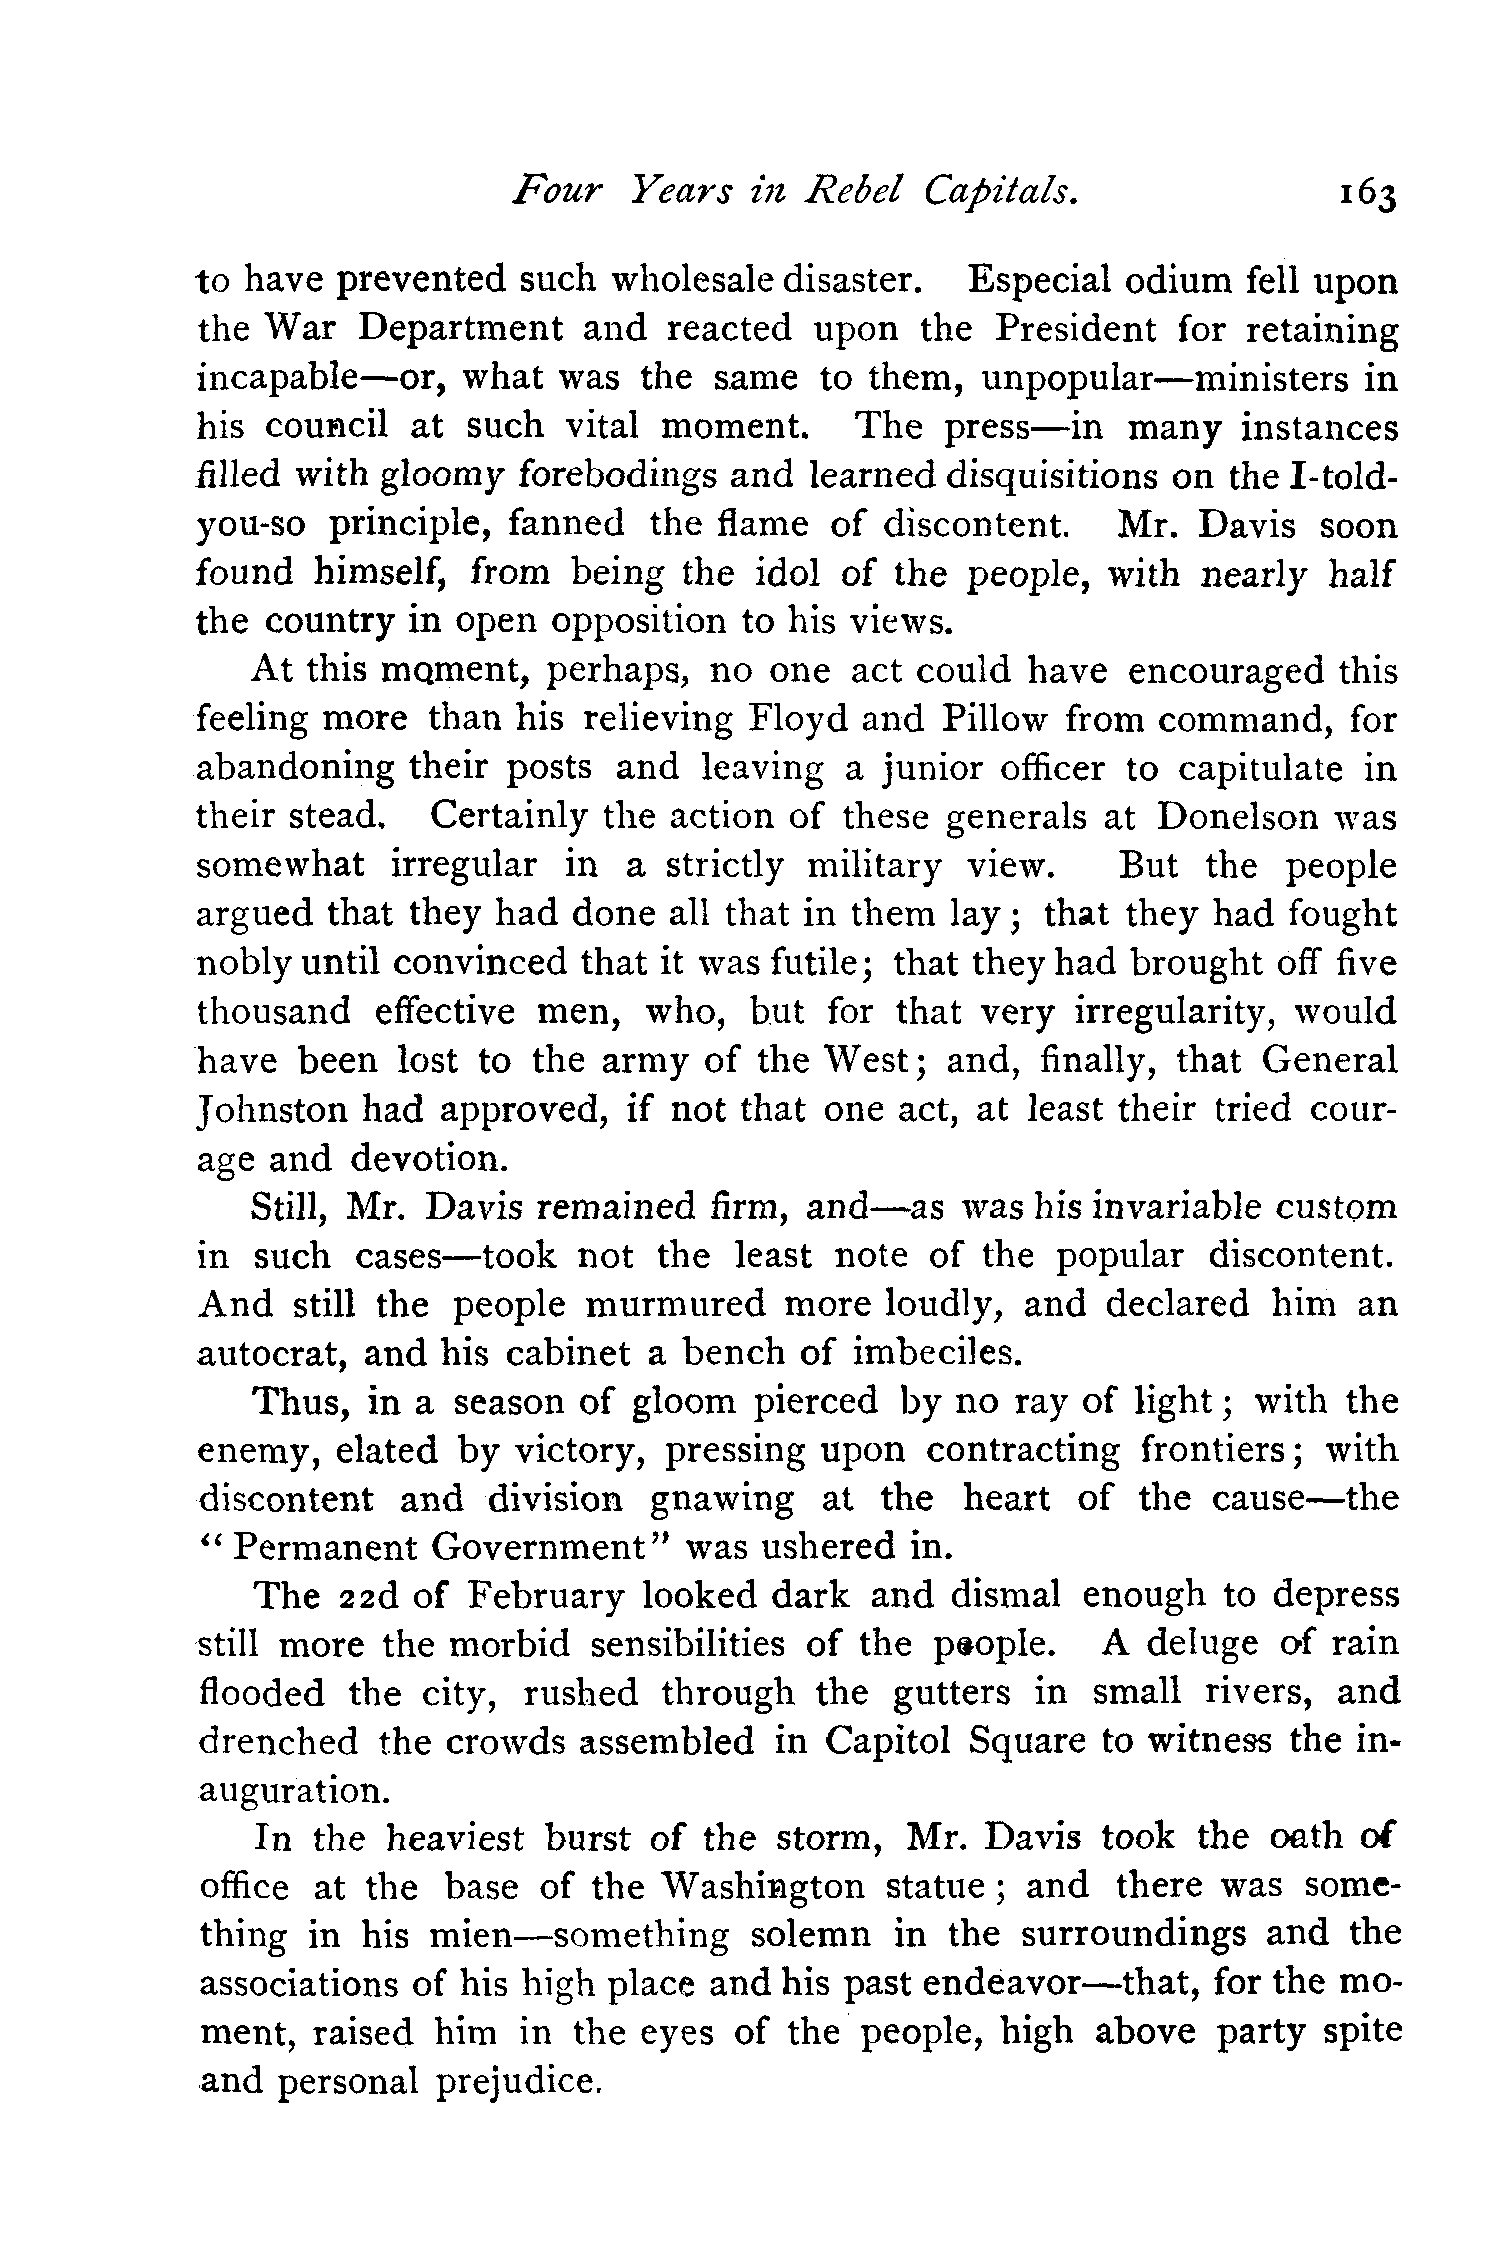 Four Years in Rebel Capitals. 163
to have prevented such wholesale disaster. Especial odium fell upon
the War Department and reacted upon the President for retaining
incapable—or, what was the same to them, unpopular—ministers in
his council at such vital moment. The press—in many instances
filled with gloomy forebodings and learned disquisitions on the I-told-
you-so principle, fanned the flame of discontent. Mr. Davis soon
found himself, from being the idol of the people, with nearly half
the country in open opposition to his views.
At this moment, perhaps, no one act could have encouraged this
feeling more than his relieving Floyd and Pillow from command, for
abandoning their posts and leaving a junior officer to capitulate in
their stead. Certainly the action of these generals at Donelson was
somewhat irregular in a strictly military view. But the people
argued that they had done all that in them lay; that they had fought
nobly until convinced that it was futile; that they had brought off five
thousand effective men, who, but for that very irregularity, would
have been lost to the army of the West; and, finally, that General
Johnston had approved, if not that one act, at least their tried cour-
age and devotion.
Still, Mr. Davis remained firm, and—as was his invariable custom
in such cases—took not the least note of the popular discontent.
And still the people murmured more loudly, and declared him an
autocrat, and his cabinet a bench of imbeciles.
Thus, in a season of gloom pierced by no ray of light; with the
enemy, elated by victory, pressing upon contracting frontiers; with
discontent and division gnawing at the heart of the cause—the
"Permanent Government" was ushered in.
The 22d of February looked dark and dismal enough to depress
still more the morbid sensibilities of the people. A deluge of rain
flooded the city, rushed through the gutters in small rivers, and
drenched the crowds assembled in Capitol Square to witness the in-
auguration.
In the heaviest burst of the storm, Mr. Davis took the oath of
office at the base of the Washington statue; and there was some-
thing in his mien—something solemn in the surroundings and the
associations of his high place and his past endeavor—that, for the mo-
ment, raised him in the eyes of the people, high above party spite
and personal prejudice.